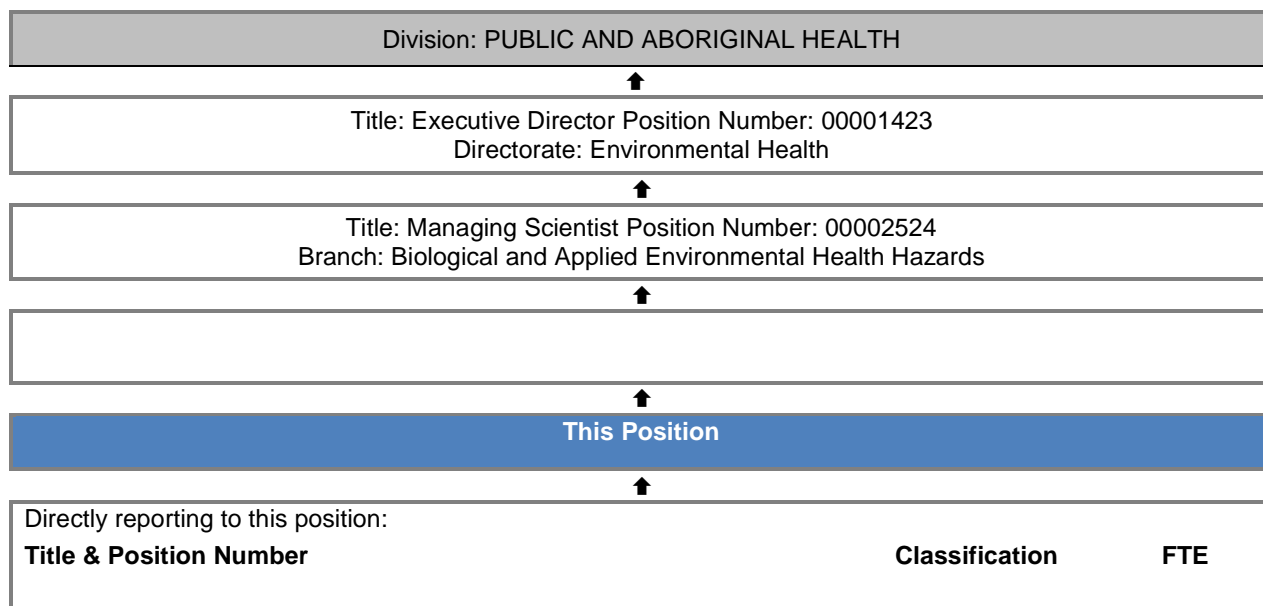 Division: PUBLIC AND ABORIGINAL HEALTH
Title: Executive Director Position Number: 00001423
Directorate: Environmental Health
Title: Managing Scientist Position Number: 00002524
Branch: Biological and Applied Environmental Health Hazards
This Position
Directly reporting to this position:
Title & Position Number Classification FTE